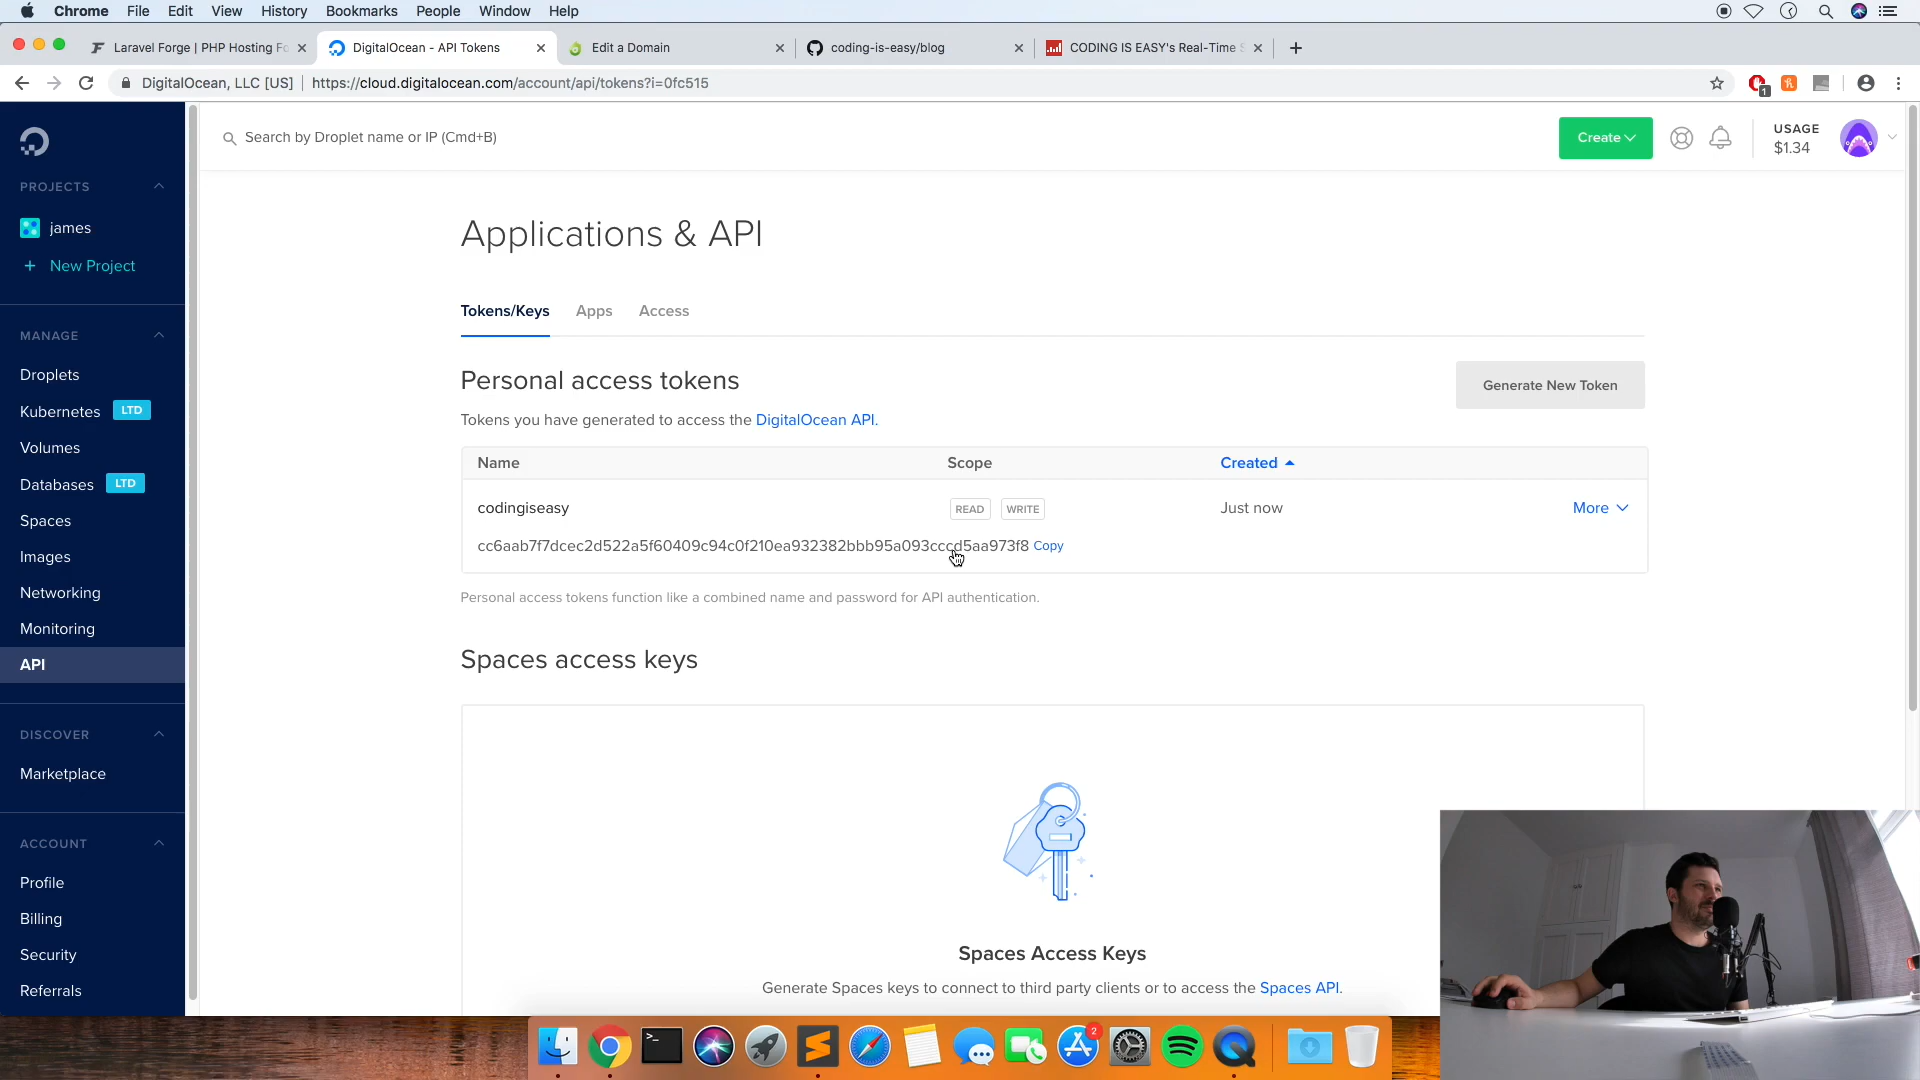 Chrome File Edit View History Bookmarks People Window Help
Laravel Forge | PHP Hosting Fo
DigitalOcean - API Tokens
Edit a Domain
coding-is-easy/blog
CODING IS EASY's Real-Time S
DigitalOcean, LLC [US] https://cloud.digitalocean.com/account/api/tokens?i=0fc515
1
Search by Droplet name or IP (Cmd+B)
Create
USAGE
$1.34
PROJECTS
james
+ New Project
MANAGE
Droplets
Kubernetes LTD
Volumes
Databases LTD
Spaces
Images
Networking
Monitoring
API
DISCOVER
Marketplace
ACCOUNT
Profile
Billing
Security
Referrals
Applications & API
Tokens/Keys Apps Access
Personal access tokens
Generate New Token
Tokens you have generated to access the DigitalOcean API.
Name Scope Created
codingiseasy READ WRITE Just now More
cc6aab7f7dcec2d522a5f60409c94c0f210ea932382bbb95a093cccd5aa973f8 Copy
Personal access tokens function like a combined name and password for API authentication.
Spaces access keys
Spaces Access Keys
Generate Spaces keys to connect to third party clients or to access the Spaces API.
2